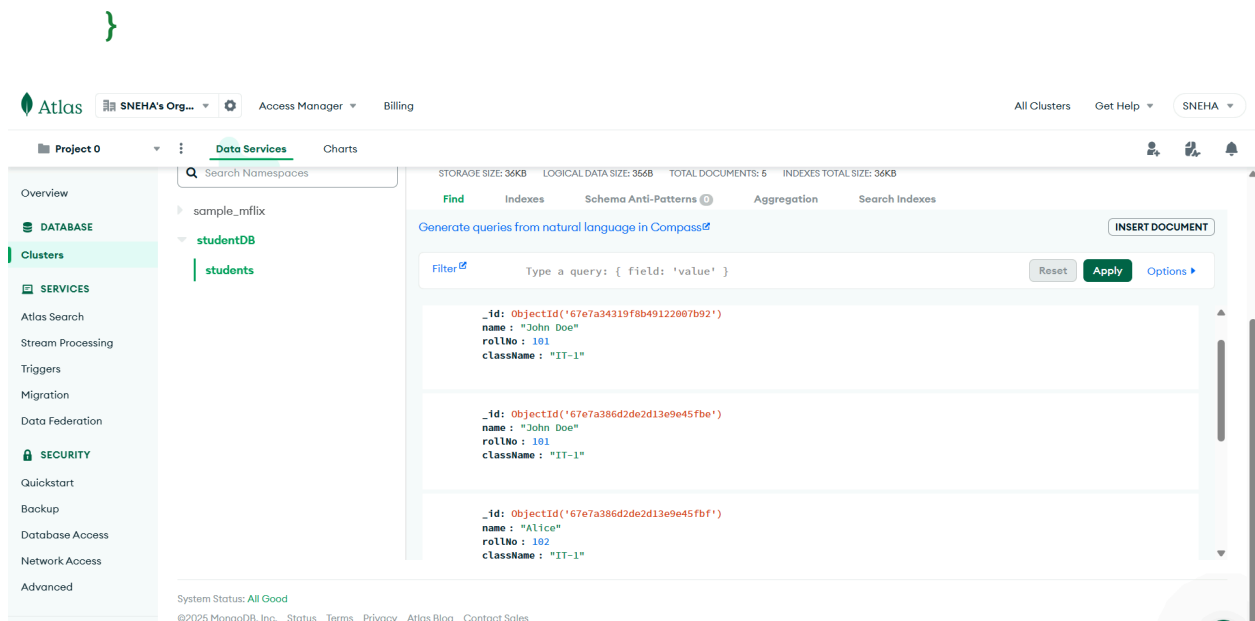 }
Atlas SNEHA's Org... Access Manager Billing All Clusters Get Help SNEHA
Project 0 Data Services Charts
Overview
DATABASE
Clusters
SERVICES
Atlas Search
Stream Processing
Triggers
Migration
Data Federation
SECURITY
Quickstart
Backup
Database Access
Network Access
Advanced
Search Namespaces
sample_mflix
studentDB
students
STORAGE SIZE: 36KB LOGICAL DATA SIZE: 356B TOTAL DOCUMENTS: 5 INDEXES TOTAL SIZE: 36KB
Find Indexes Schema Anti-Patterns 0 Aggregation Search Indexes
Generate queries from natural language in Compass
INSERT DOCUMENT
Filter Type a query: { field: 'value' } Reset Apply Options
_id: ObjectId('67e7a34319f8b49122007b92')
name : "John Doe"
rollNo : 101
className : "IT-1"
_id: ObjectId('67e7a386d2de2d13e9e45fbe')
name : "John Doe"
rollNo : 101
className : "IT-1"
_id: ObjectId('67e7a386d2de2d13e9e45fbf')
name : "Alice"
rollNo : 102
className : "IT-1"
System Status: All Good
©2025 MongoDB, Inc. Status Terms Privacy Atlas Blog Contact Sales